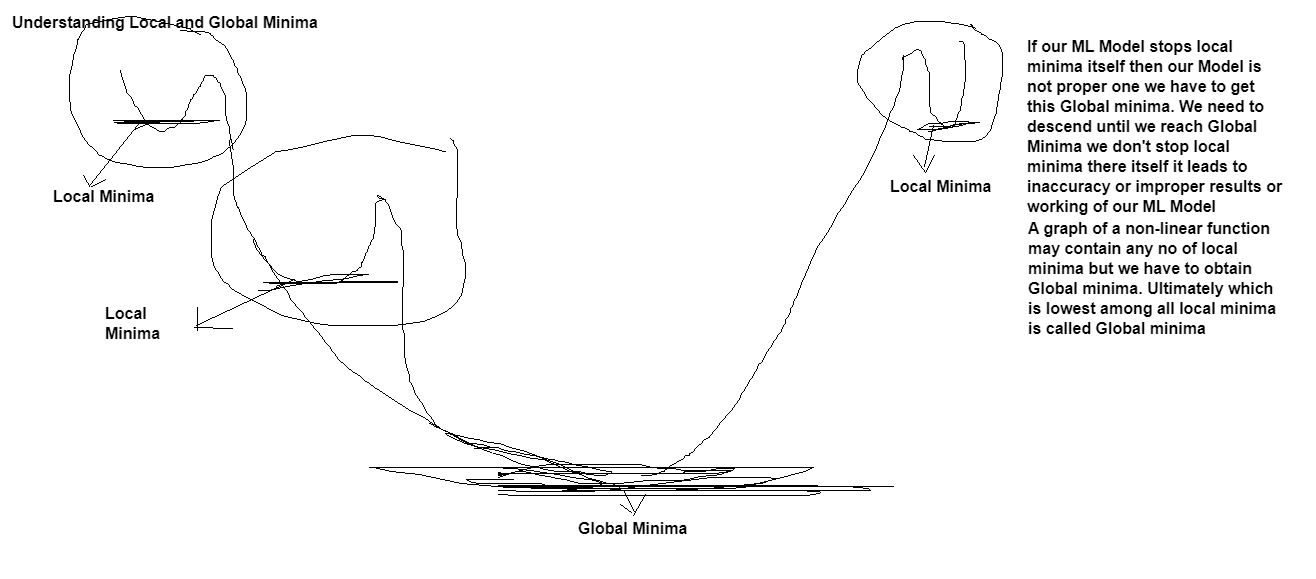 Understanding Local and Global Minima
Local Minima
Local
Minima
Global Minima
Local Minima
If our ML Model stops local
minima itself then our Model is
not proper one we have to get
this Global minima. We need to
descend until we reach Global
Minima we don't stop local
minima there itself it leads to
inaccuracy or improper results or
working of our ML Model
A graph of a non-linear function
may contain any no of local
minima but we have to obtain
Global minima. Ultimately which
is lowest among all local minima
is called Global minima